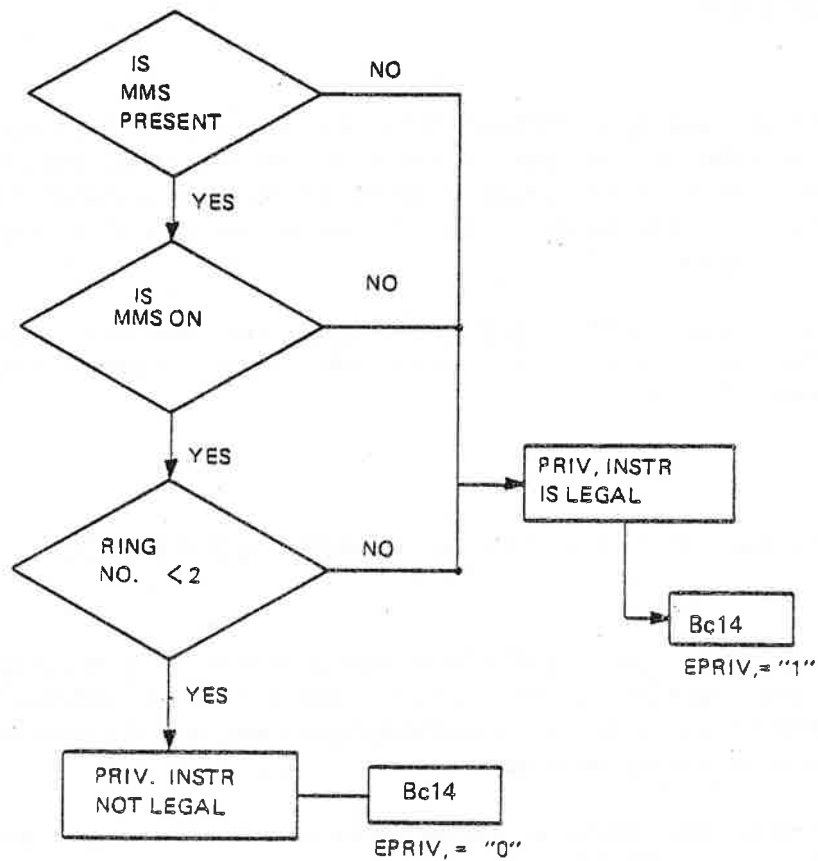 IS
MMS
PRESENT
NO
YES
IS
MMS ON
NO
YES
RING
NO. <2
NO
PRIV, INSTR
IS LEGAL
Bc14
EPRIV,= "1"
YES
PRIV. INSTR
NOT LEGAL
Bc14
EPRIV, = "0"